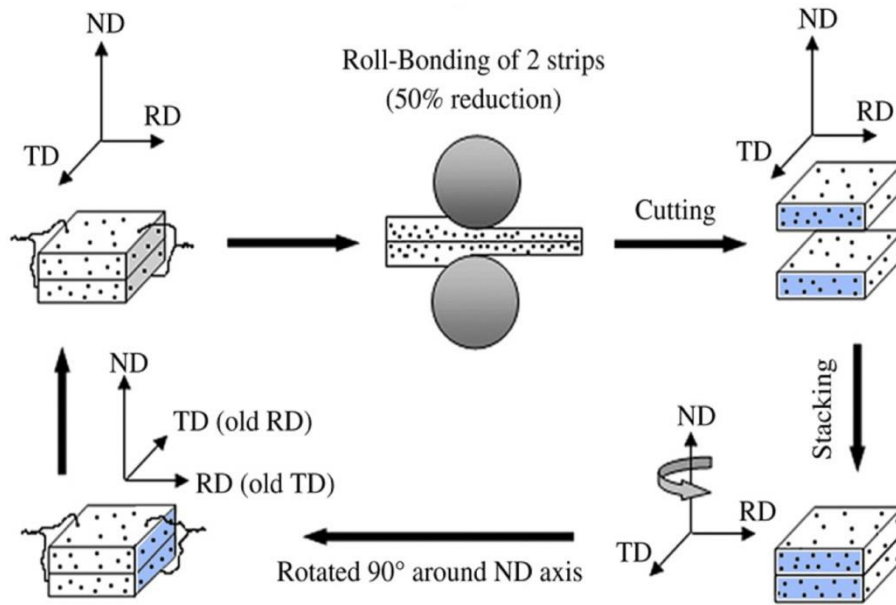 ND
RD
TD
Roll-Bonding of 2 strips
(50% reduction)
Cutting
ND
RD
TD
Stacking
ND
RD
TD
Rotated 90° around ND axis
ND
TD (old RD)
RD (old TD)